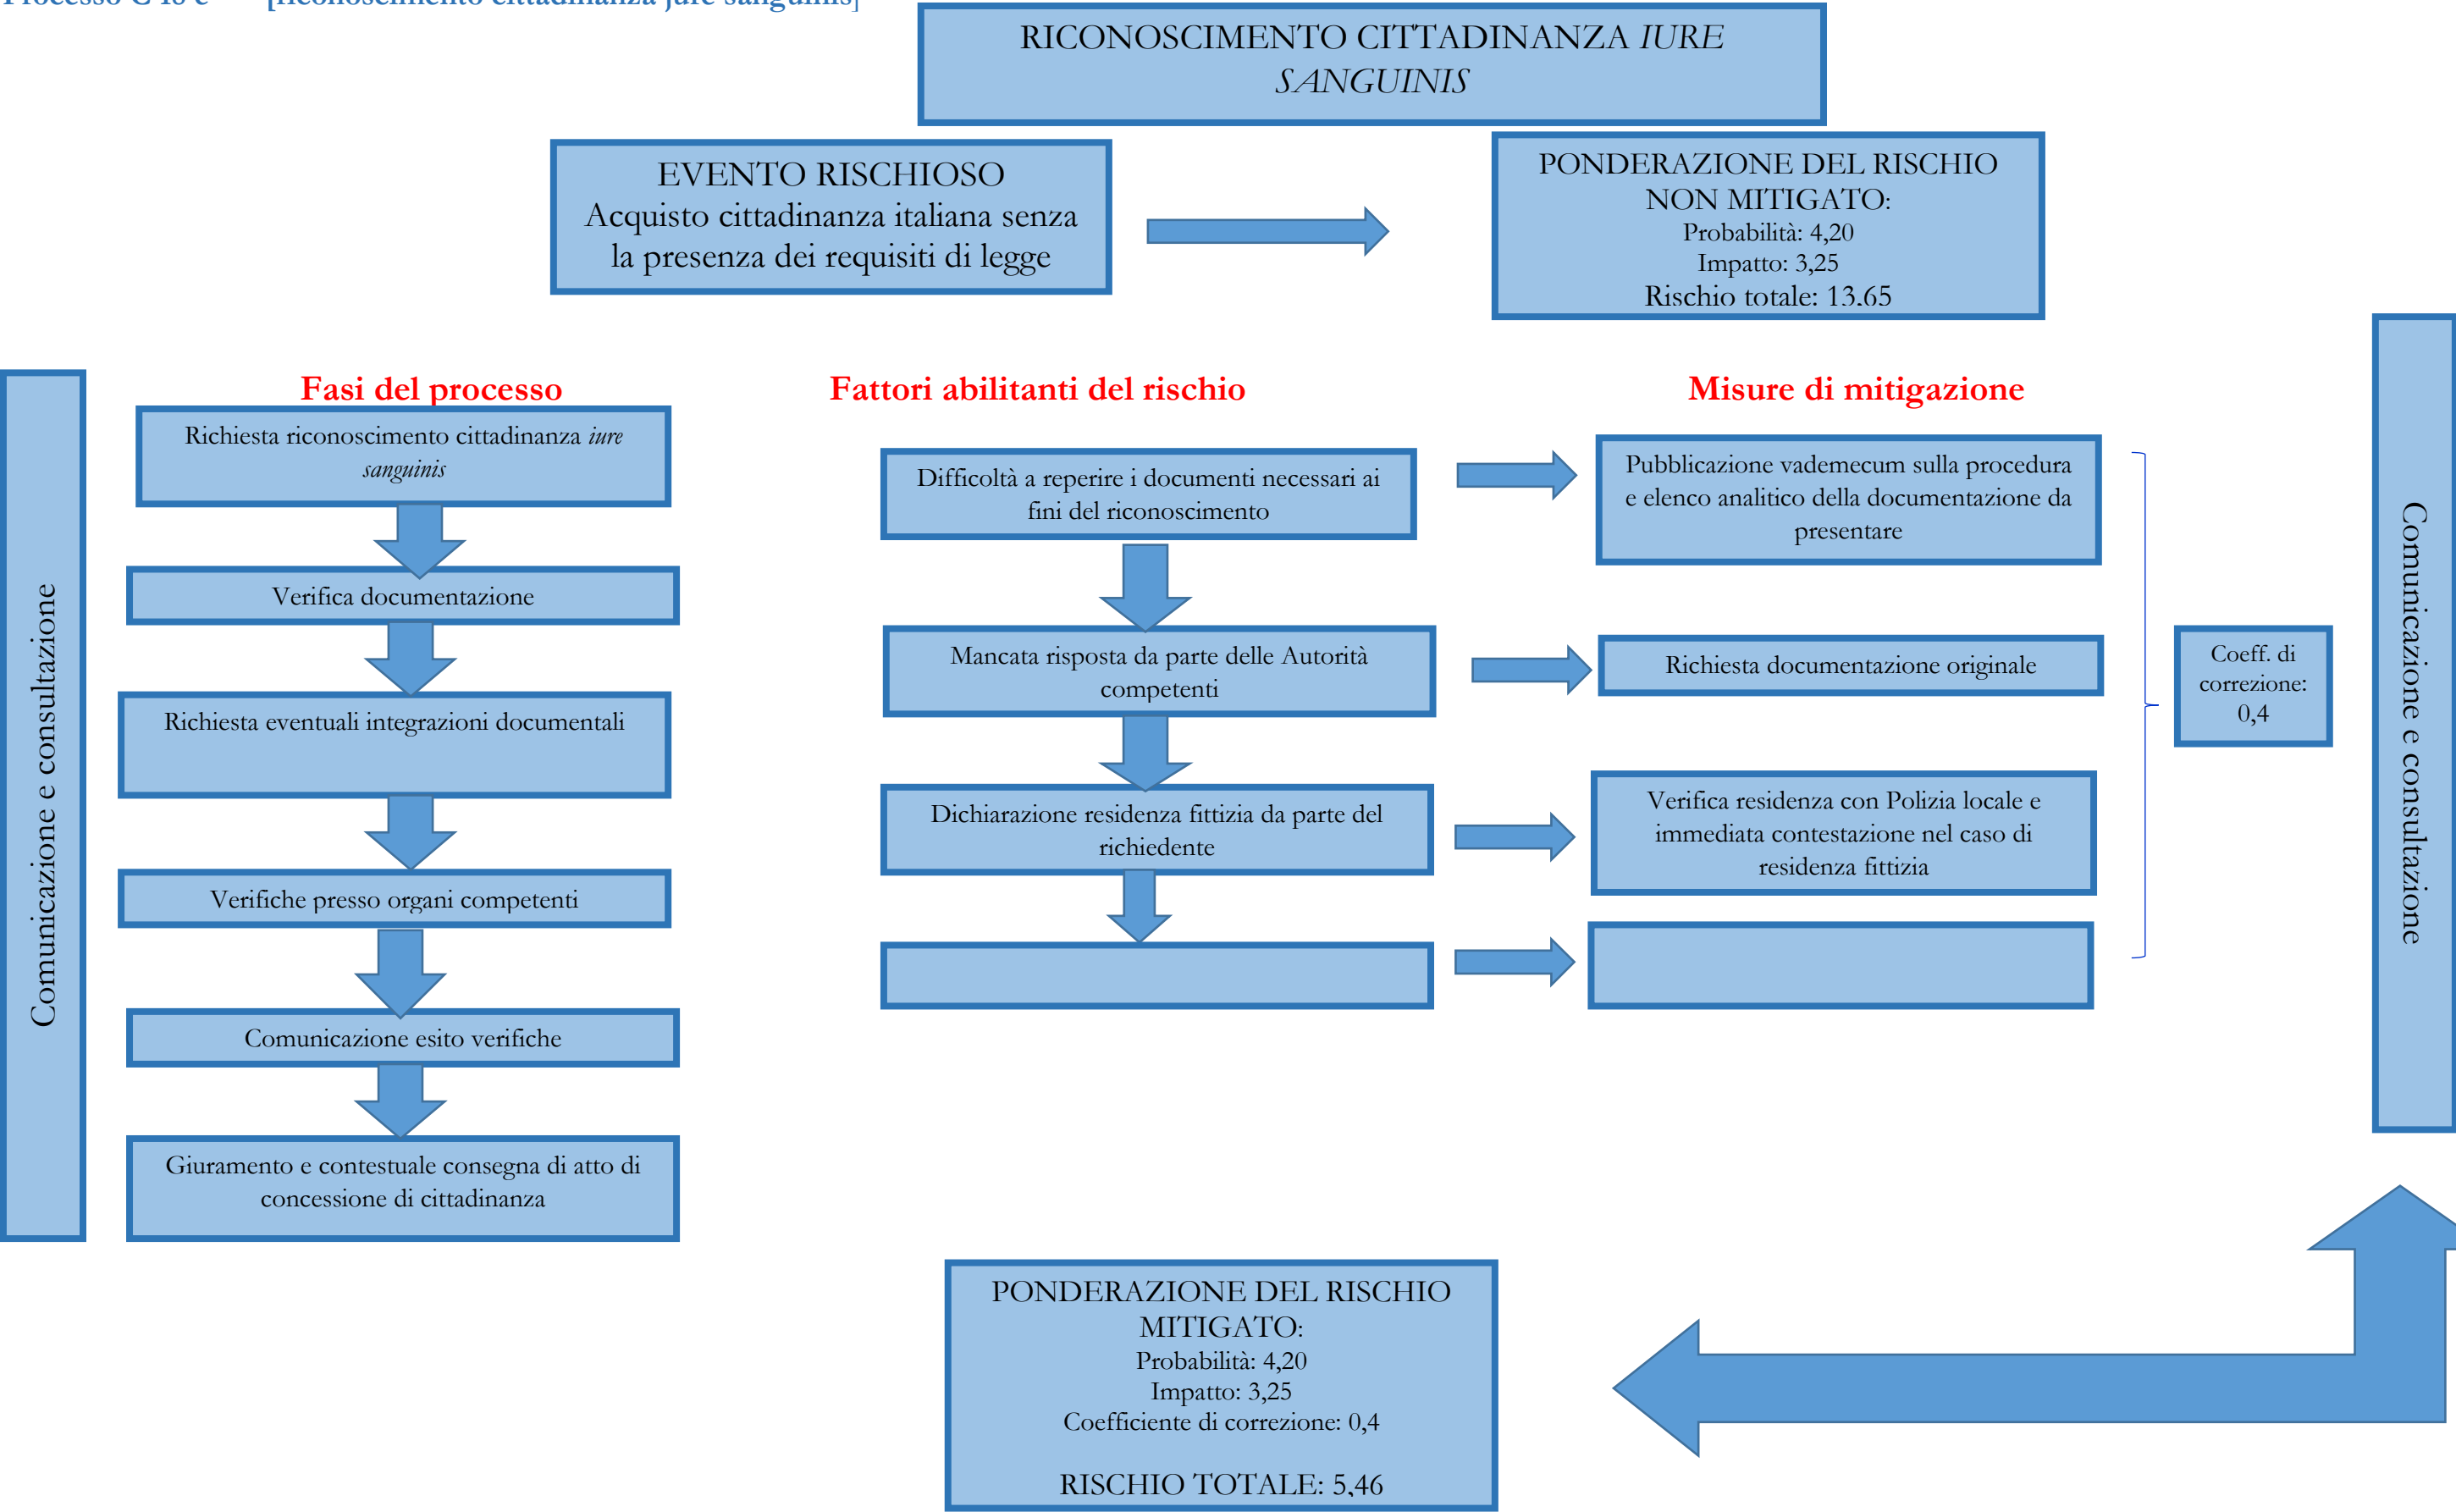 [riconoscimento cittadinanza jure sanguinis]
RICONOSCIMENTO CITTADINANZA IURE
SANGUINIS
EVENTO RISCHIOSO
Acquisto cittadinanza italiana senza
la presenza dei requisiti di legge
PONDERAZIONE DEL RISCHIO
NON MITIGATO:
Probabilità: 4,20
Impatto: 3,25
Rischio totale: 13,65
Comunicazione e consultazione
Fasi del processo
Richiesta riconoscimento cittadinanza iure
sanguinis
Verifica documentazione
Richiesta eventuali integrazioni documentali
Verifiche presso organi competenti
Comunicazione esito verifiche
Giuramento e contestuale consegna di atto di
concessione di cittadinanza
Fattori abilitanti del rischio
Difficoltà a reperire i documenti necessari ai
fini del riconoscimento
Mancata risposta da parte delle Autorità
competenti
Dichiarazione residenza fittizia da parte del
richiedente
Misure di mitigazione
Pubblicazione vademecum sulla procedura
e elenco analitico della documentazione da
presentare
Richiesta documentazione originale
Verifica residenza con Polizia locale e
immediata contestazione nel caso di
residenza fittizia
Coeff. di
correzione:
0,4
Comunicazione e consultazione
PONDERAZIONE DEL RISCHIO
MITIGATO:
Probabilità: 4,20
Impatto: 3,25
Coefficiente di correzione: 0,4
RISCHIO TOTALE: 5,46